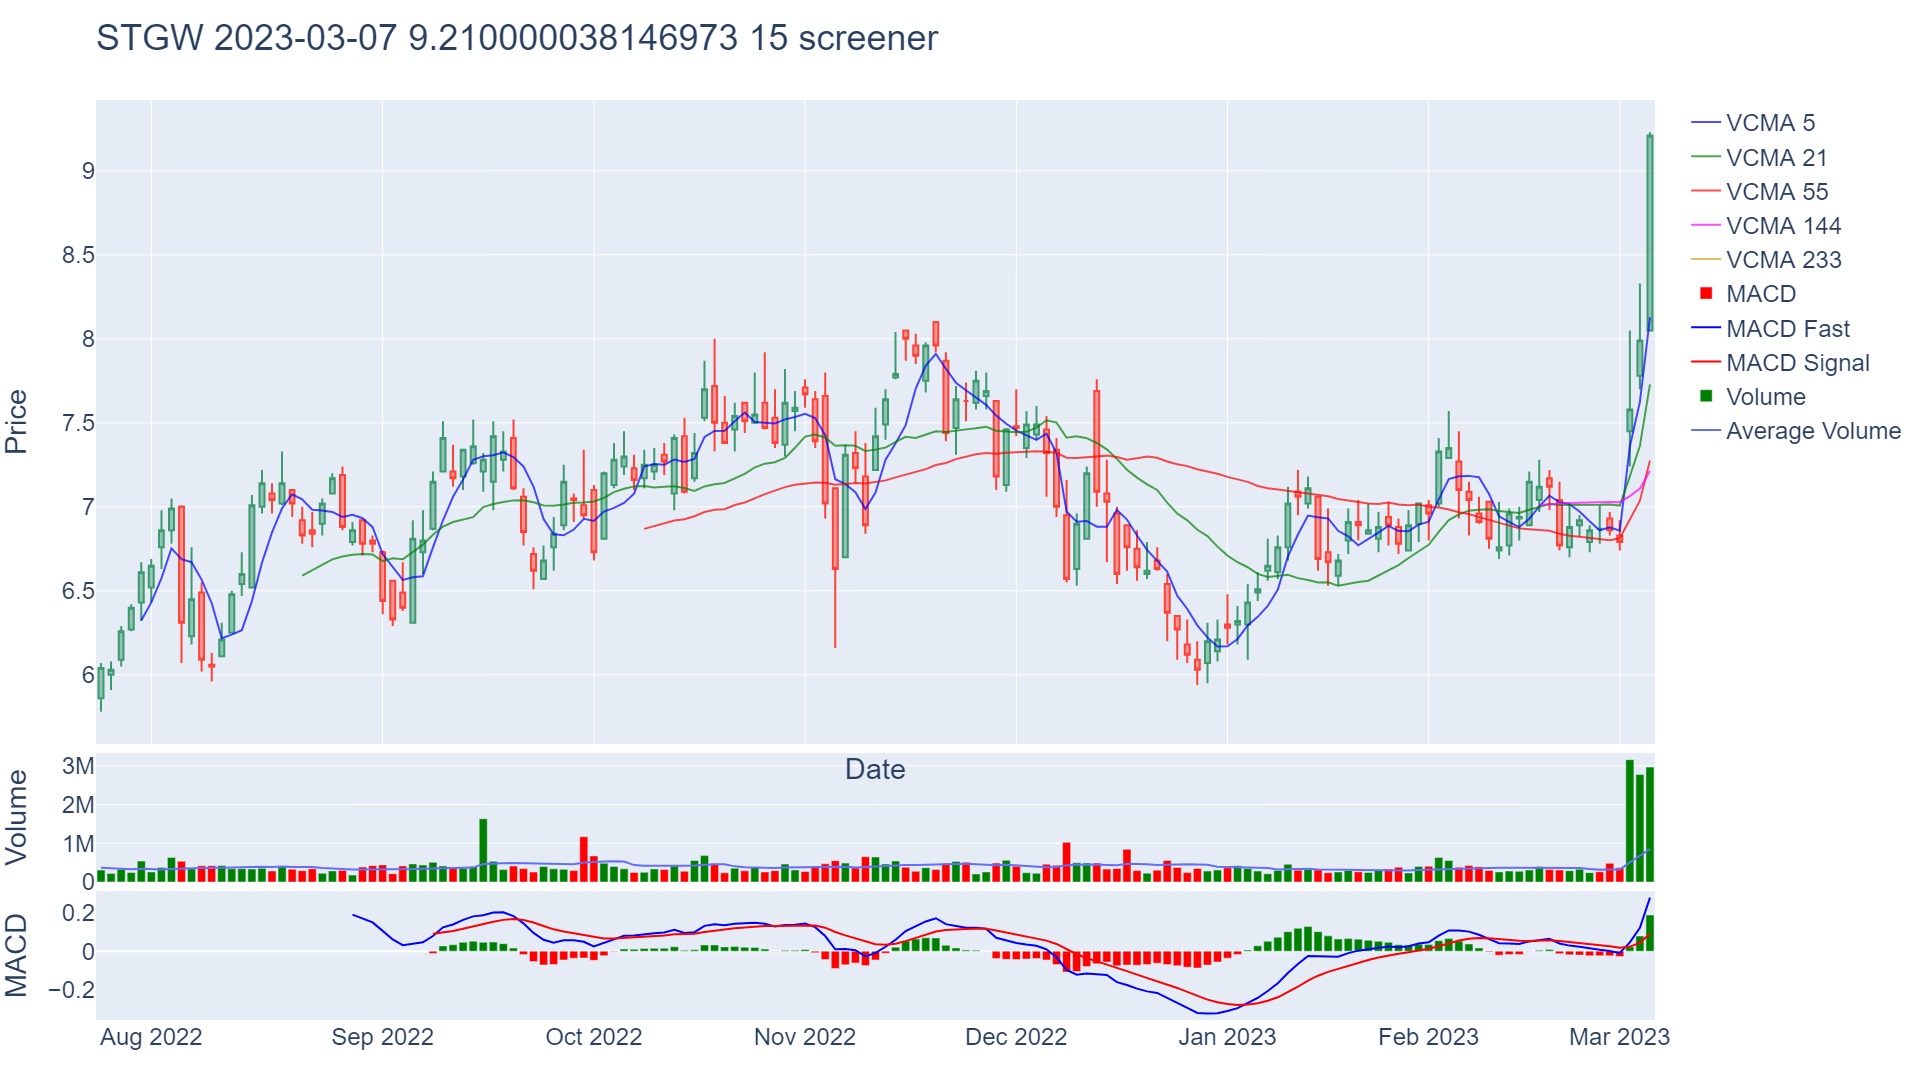 STGW 2023-03-07 9.210000038146973 15 screener
Price
9
8.5
8
7.5
7
6.5
6
VCMA 5
VCMA 21
VCMA 55
VCMA 144
VCMA 233
MACD
MACD Fast
MACD Signal
Volume
Average Volume
Date
Volume
3M
2M
1M
0
MACD
0.2
0
−0.2
Aug 2022
Sep 2022
Oct 2022
Nov 2022
Dec 2022
Jan 2023
Feb 2023
Mar 2023